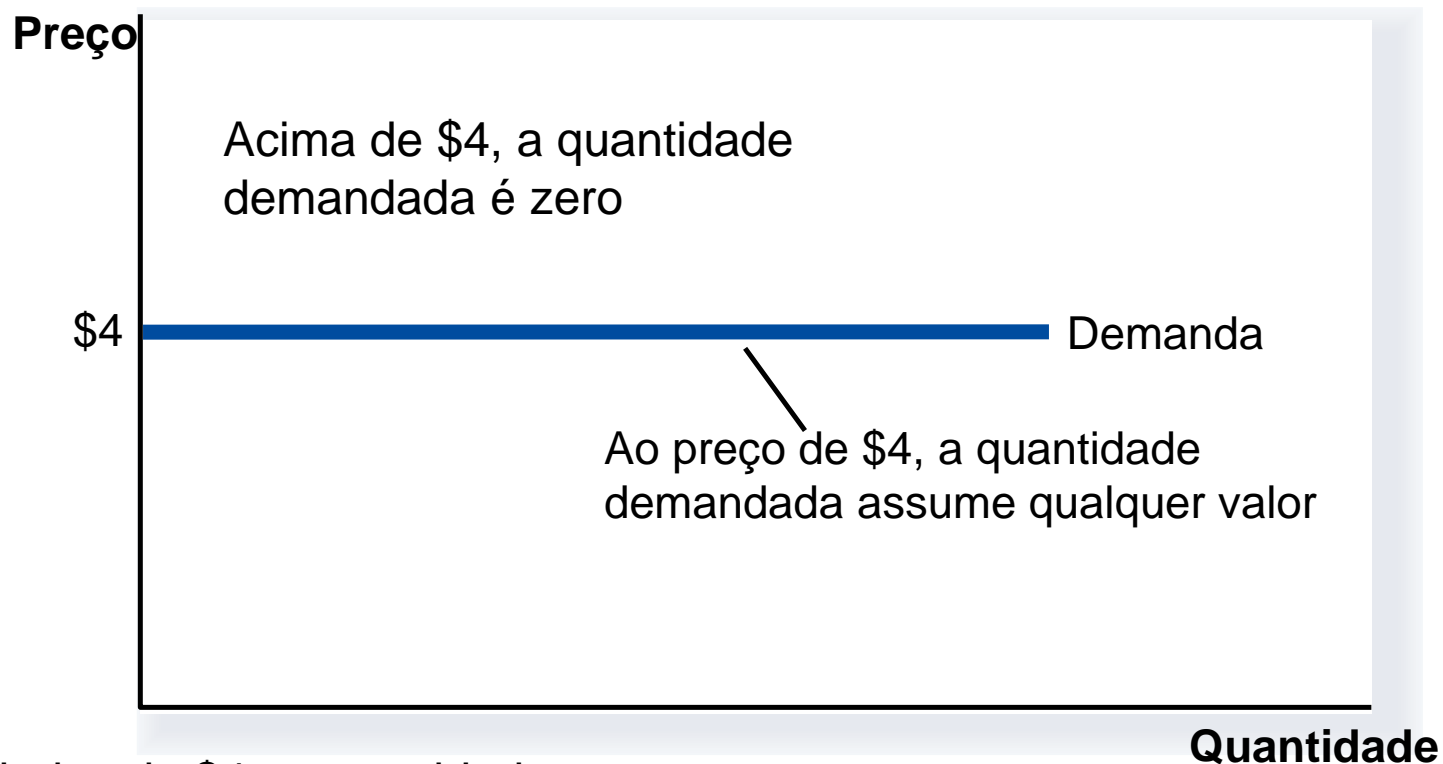 Preço
Acima de $4, a quantidade
demandada é zero
$4
Demanda
Ao preço de $4, a quantidade
demandada assume qualquer valor
Quantidade